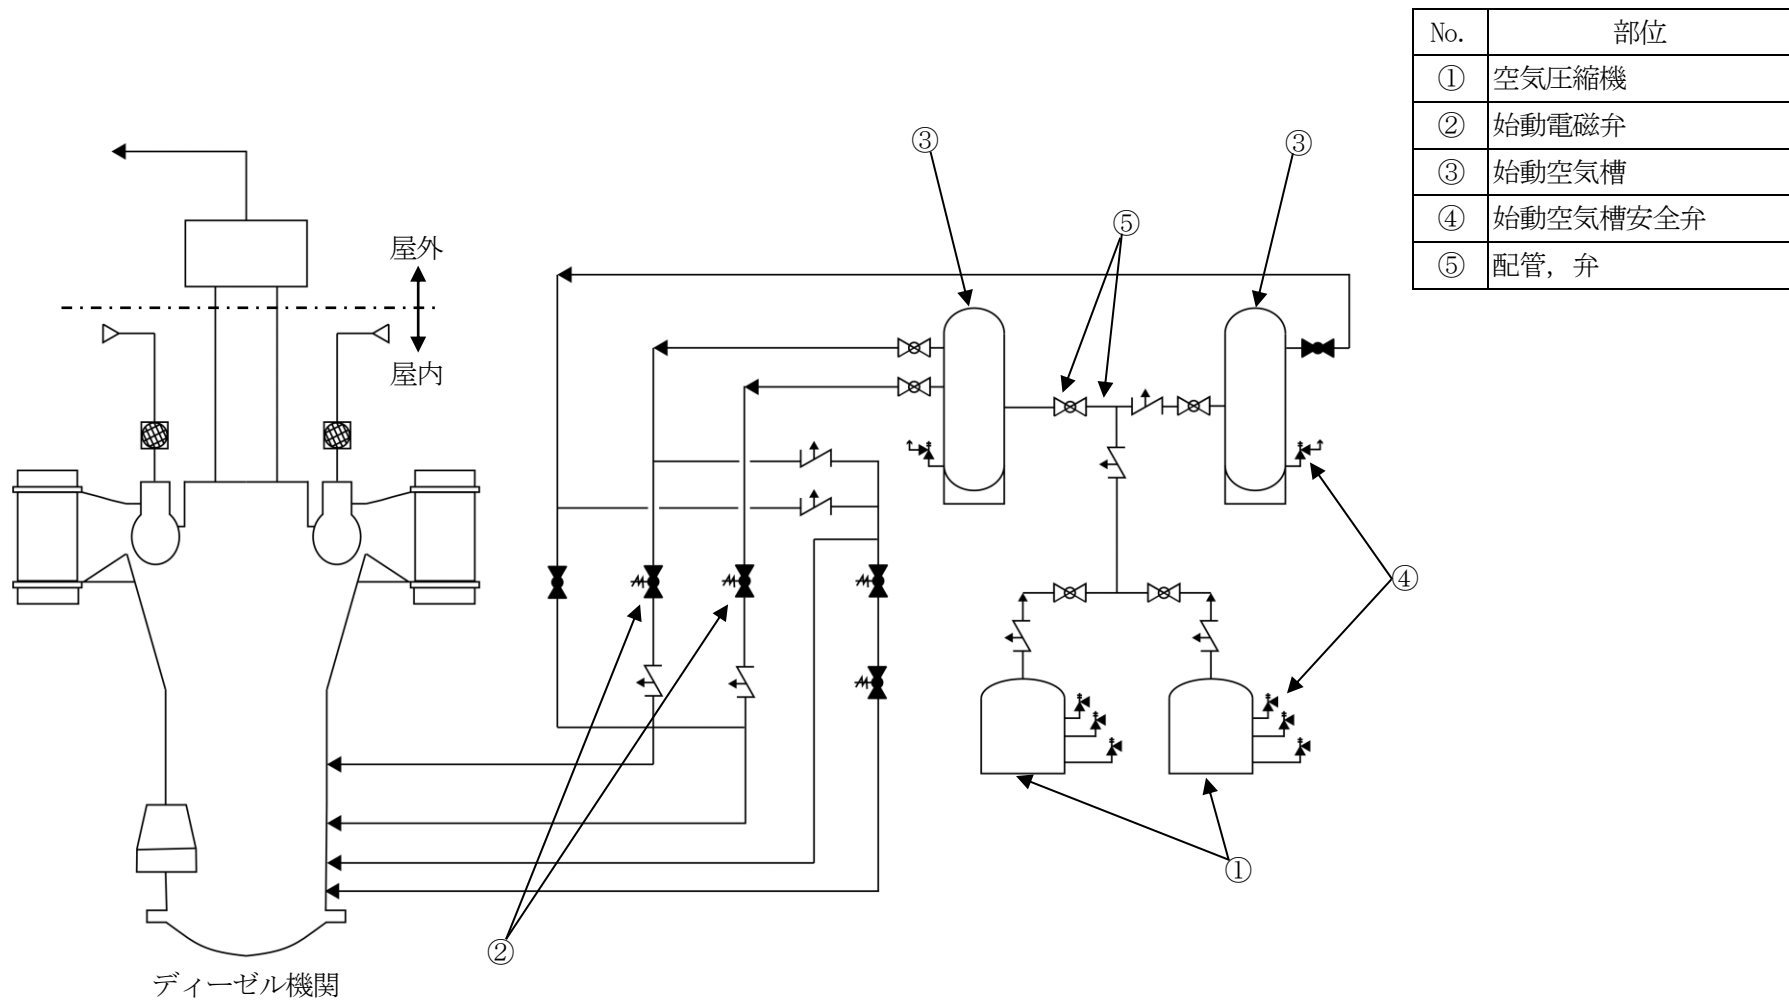 No. 部位
① 空気圧縮機
② 始動電磁弁
③ 始動空気槽
④ 始動空気槽安全弁
⑤ 配管，弁
③
③
⑤
屋外
屋内
④
①
②
ディーゼル機関